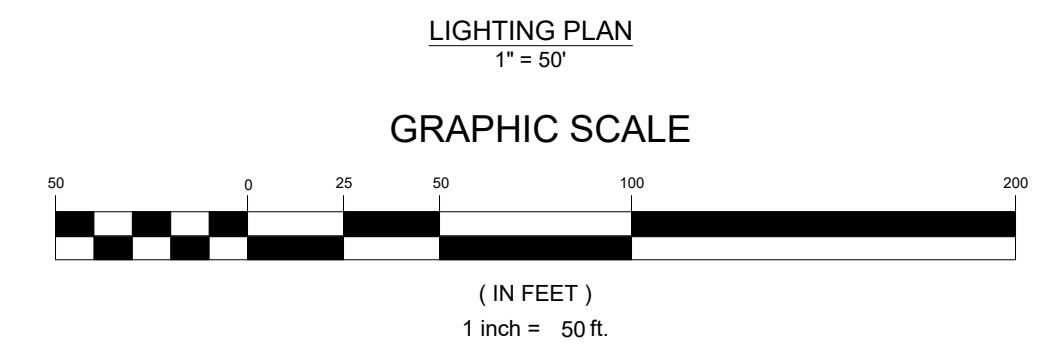 LIGHTING PLAN
1" = 50'
GRAPHIC SCALE
50 0 25 50 100 200
( IN FEET )
1 inch = 50 ft.